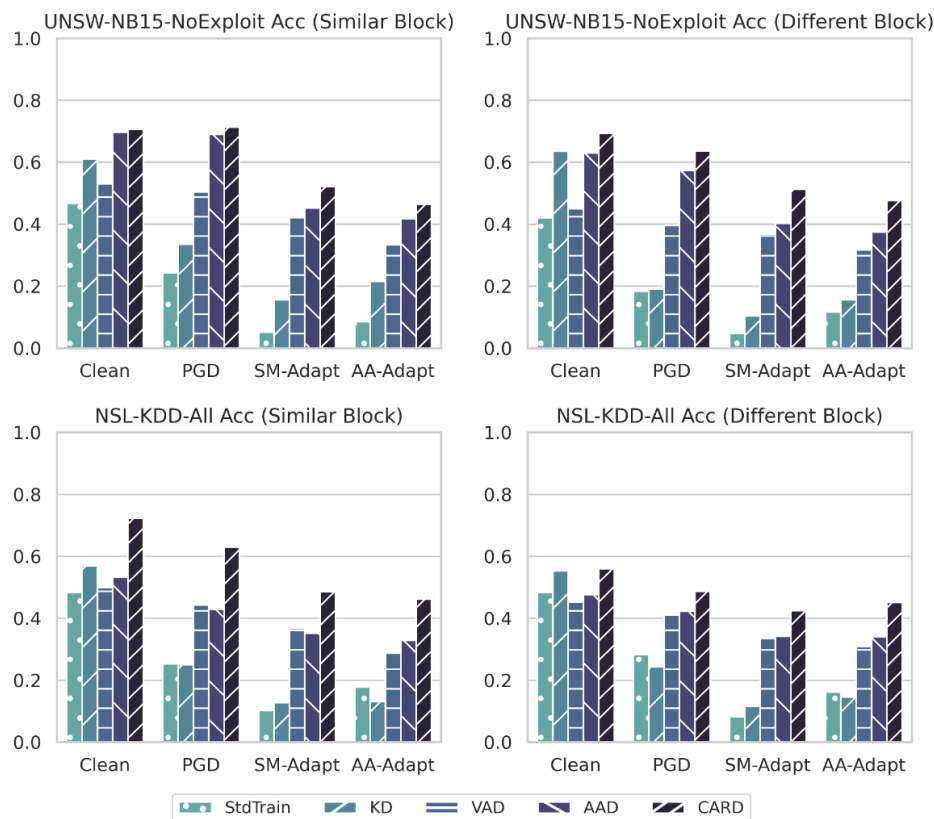 UNSW-NB15-NoExploit Acc (Similar Block)
1.0
0.8
0.6
0.4
0.2
0.0
Clean PGD SM-Adapt AA-Adapt
UNSW-NB15-NoExploit Acc (Different Block)
1.0
0.8
0.6
0.4
0.2
0.0
Clean PGD SM-Adapt AA-Adapt
NSL-KDD-All Acc (Similar Block)
1.0
0.8
0.6
0.4
0.2
0.0
Clean PGD SM-Adapt AA-Adapt
NSL-KDD-All Acc (Different Block)
1.0
0.8
0.6
0.4
0.2
0.0
Clean PGD SM-Adapt AA-Adapt
StdTrain KD VAD AAD CARD